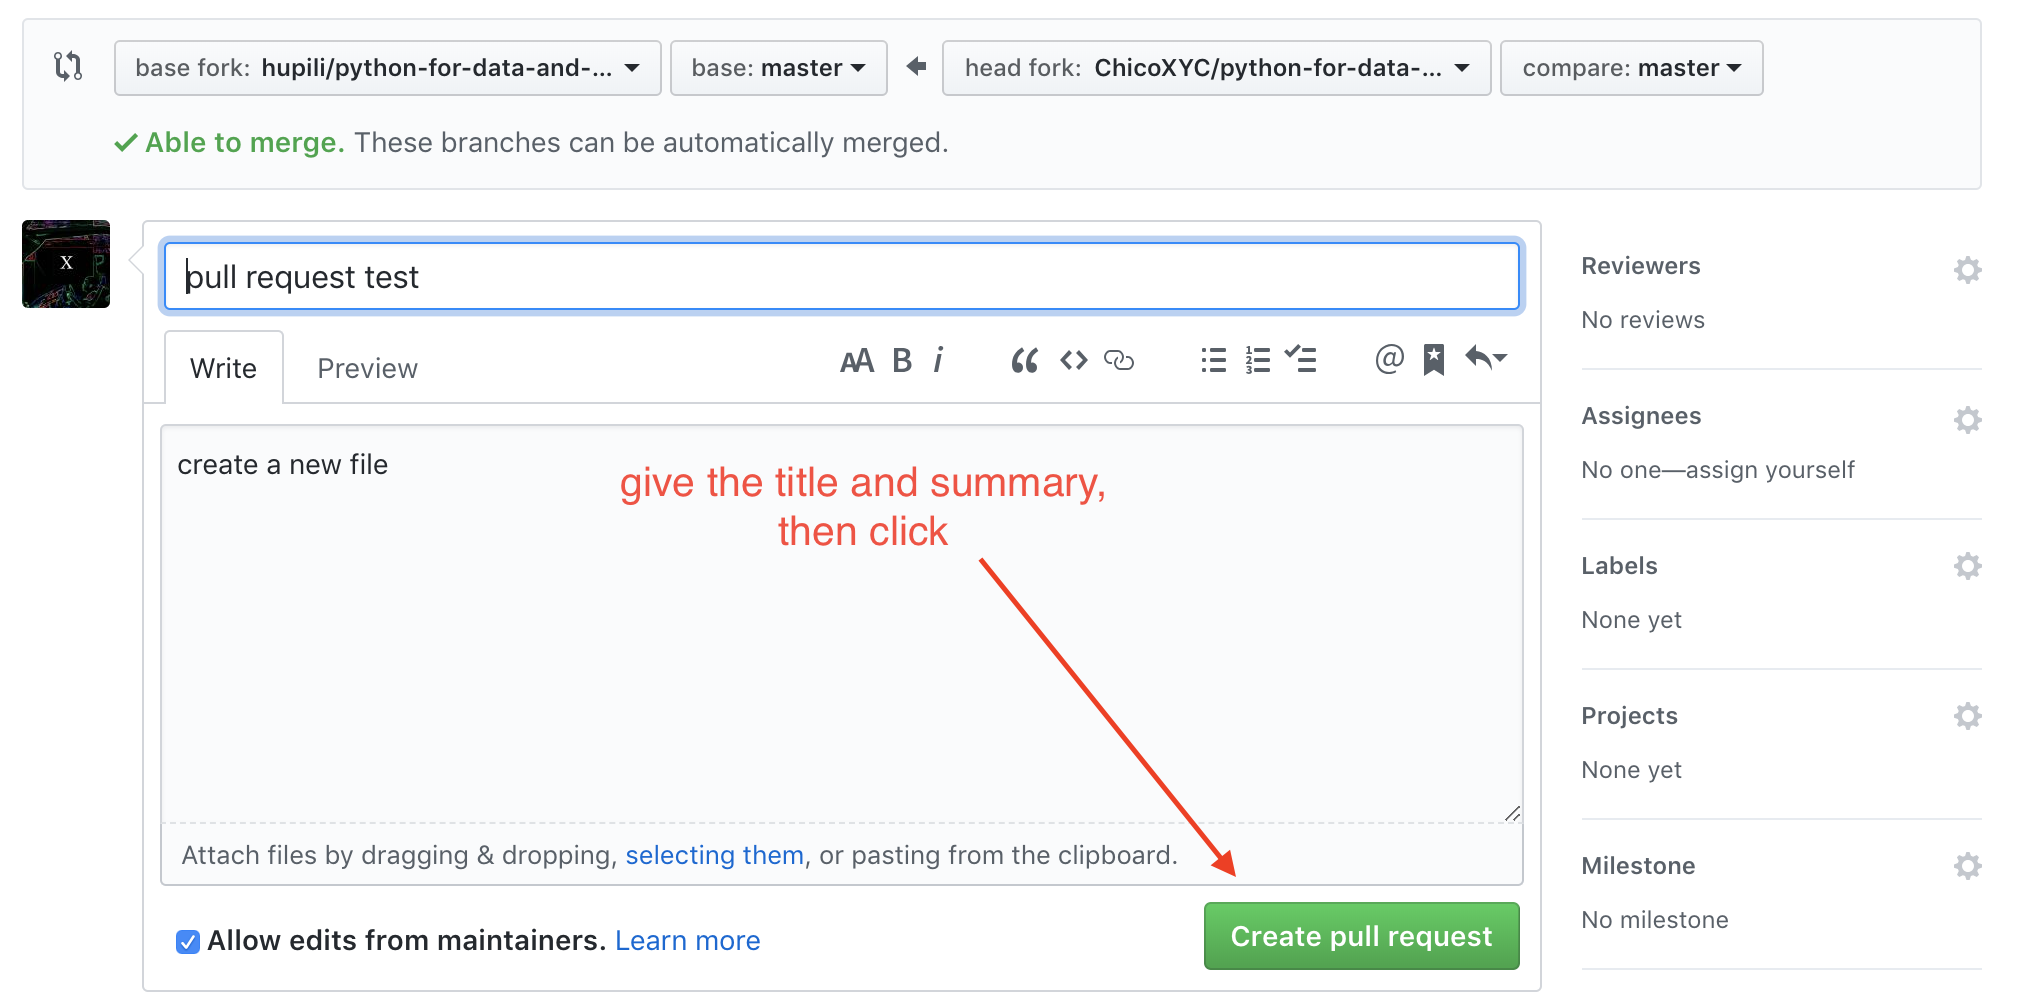 base fork: hupili/python-for-data-and-... base: master head fork: ChicoXYC/python-for-data-... compare: master
Able to merge. These branches can be automatically merged.
X
pull request test
Write Preview
AA B i
create a new file
give the title and summary,
then click
Attach files by dragging & dropping, selecting them, or pasting from the clipboard.
Allow edits from maintainers. Learn more
Create pull request
Reviewers
No reviews
Assignees
No one—assign yourself
Labels
None yet
Projects
None yet
Milestone
No milestone